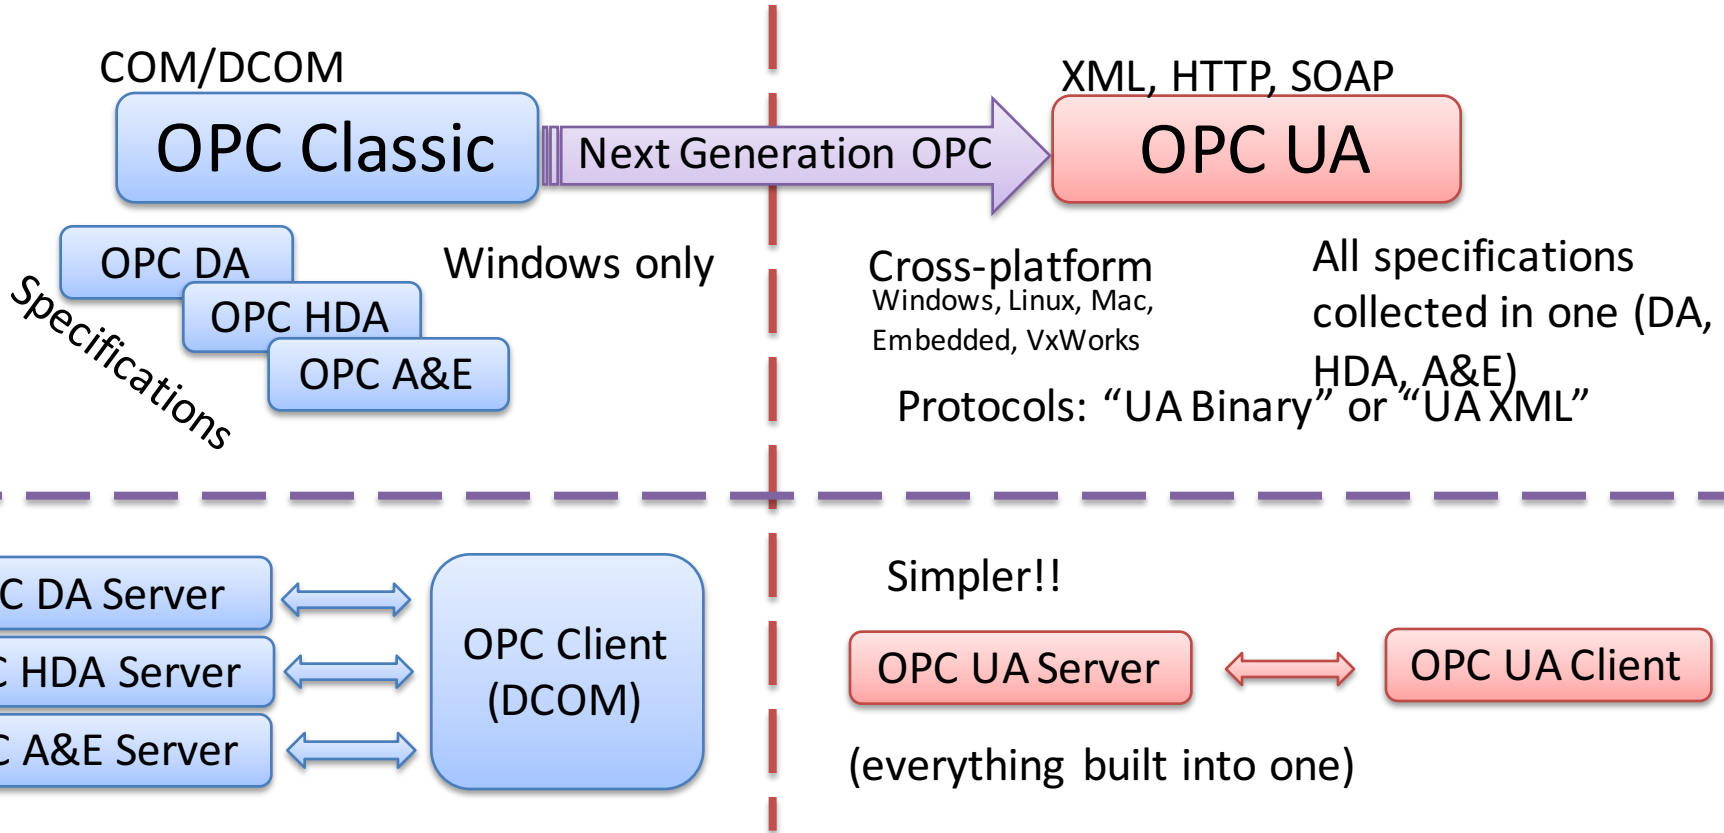 COM/DCOM
OPC Classic
Next Generation OPC
XML, HTTP, SOAP
OPC UA
OPC DA
OPC HDA
OPC A&E
Specifications
Windows only
Cross-platform
Windows, Linux, Mac,
Embedded, VxWorks
All specifications
collected in one (DA,
HDA, A&E)
Protocols: “UA Binary” or “UA XML”
C DA Server
C HDA Server
C A&E Server
OPC Client
(DCOM)
Simpler!!
OPC UA Server
OPC UA Client
(everything built into one)